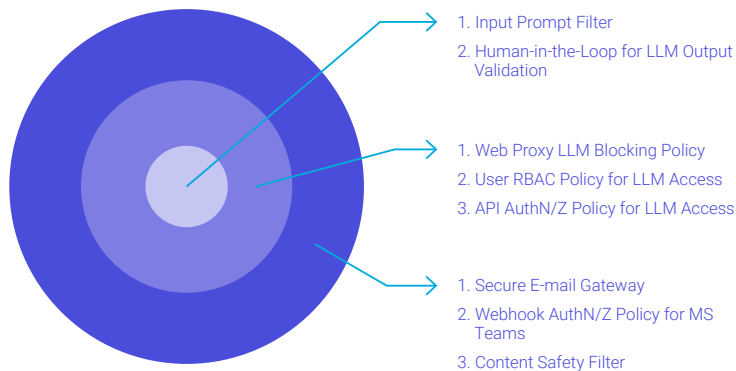 1. Input Prompt Filter
2. Human-in-the-Loop for LLM Output
Validation
1. Web Proxy LLM Blocking Policy
2. User RBAC Policy for LLM Access
3. API AuthN/Z Policy for LLM Access
1. Secure E-mail Gateway
2. Webhook AuthN/Z Policy for MS
Teams
3. Content Safety Filter